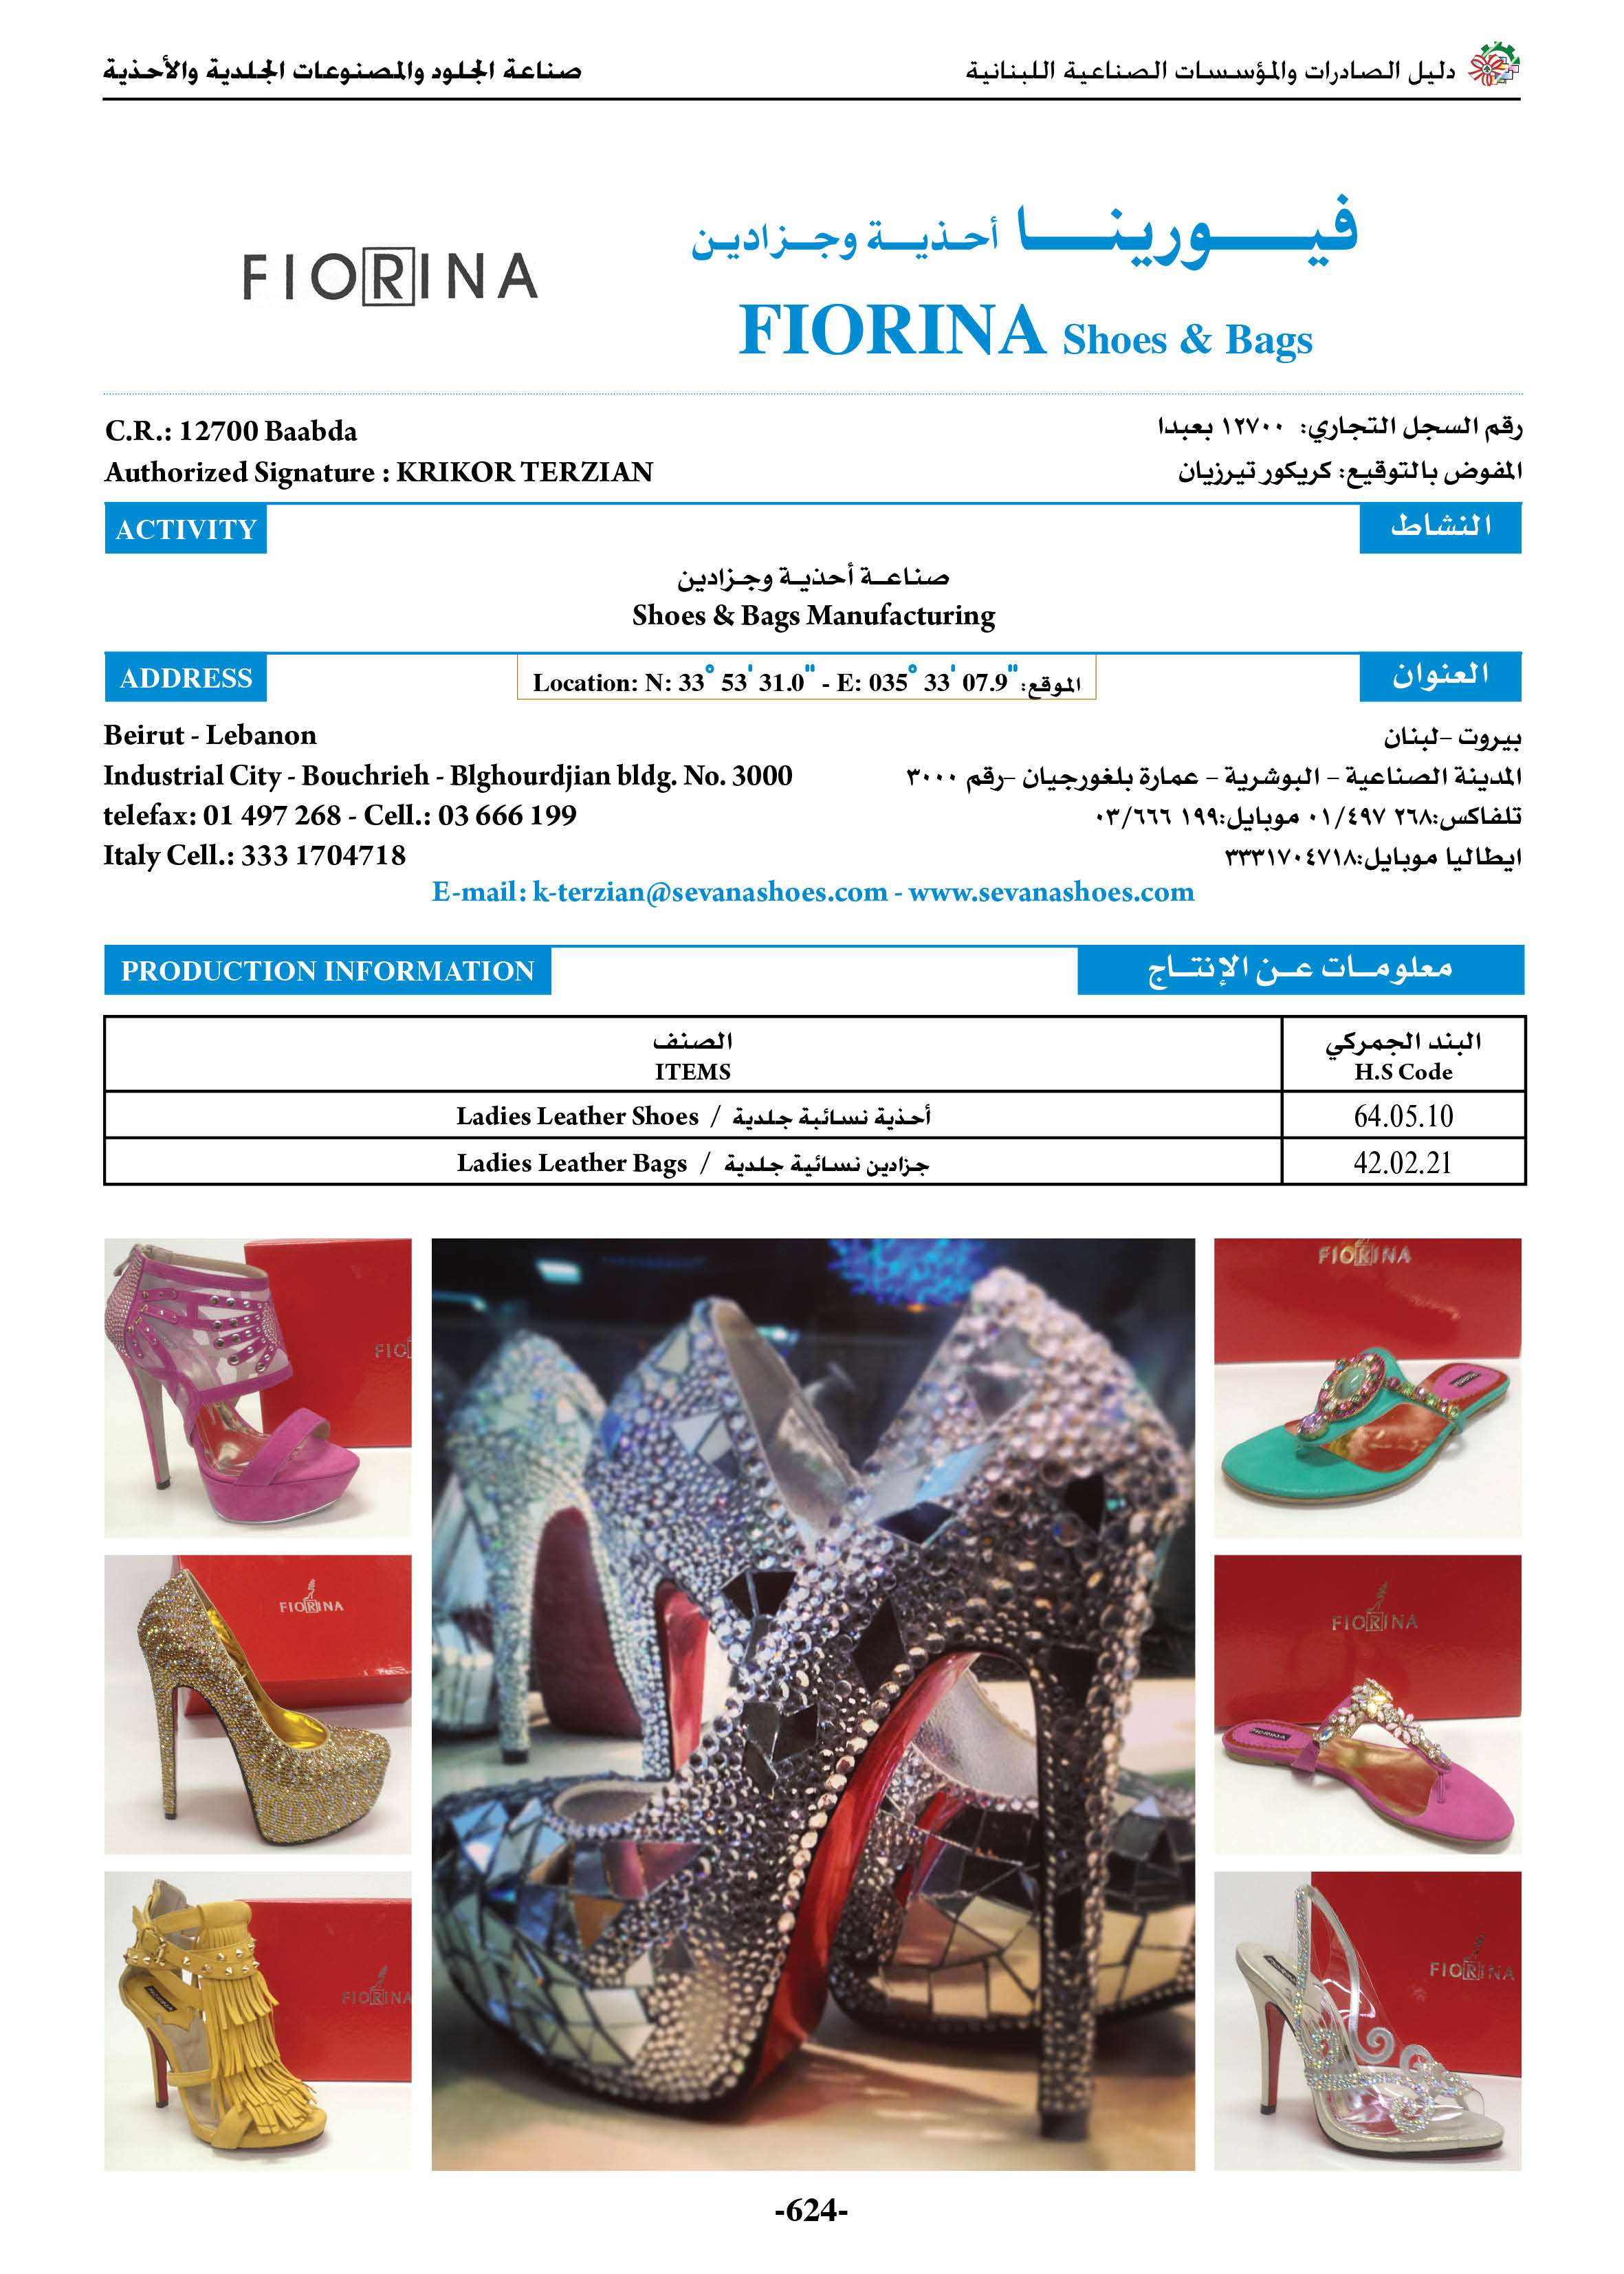 دليل الصادرات والمؤسسات الصناعية اللبنانية
صناعة الجلود والمصنوعات الجلدية والأحذية
FIORINA
فيورينا أحذية وجزادين
FIORINA Shoes & Bags
C.R.: 12700 Baabda
رقم السجل التجاري: ١٢٧٠٠ بعبدا
Authorized Signature : KRIKOR TERZIAN
المفوض بالتوقيع: كريكور تيرزيان
ACTIVITY
النشاط
صناعة أحذية وجزادين
Shoes & Bags Manufacturing
ADDRESS
Location: N: 33° 53' 31.0" - E: 035° 33' 07.9" :الموقع
العنوان
Beirut - Lebanon
بيروت –لبنان
Industrial City - Bouchrieh - Blghourdjian bldg. No. 3000
المدينة الصناعية – البوشرية – عمارة بلغورجيان –رقم ٣٠٠٠
telefax: 01 497 268 - Cell.: 03 666 199
تلفاكس:٢٦٨ ٠١/٤٩٧ موبايل:١٩٩ ٠٣/٦٦٦
Italy Cell.: 333 1704718
ايطاليا موبايل:٣٣٣١٧٠٤٧١٨
E-mail: k-terzian@sevanashoes.com - www.sevanashoes.com
PRODUCTION INFORMATION
معلومات عن الإنتاج
الصنف
ITEMS
البند الجمركي
H.S Code
Ladies Leather Shoes / أحذية نسائية جلدية
64.05.10
Ladies Leather Bags / جزادين نسائية جلدية
42.02.21
FIOR
FIORINA
FIORINA
FIORINA
FIORINA
FIORINA
FIORINA
FIORINA
-624-